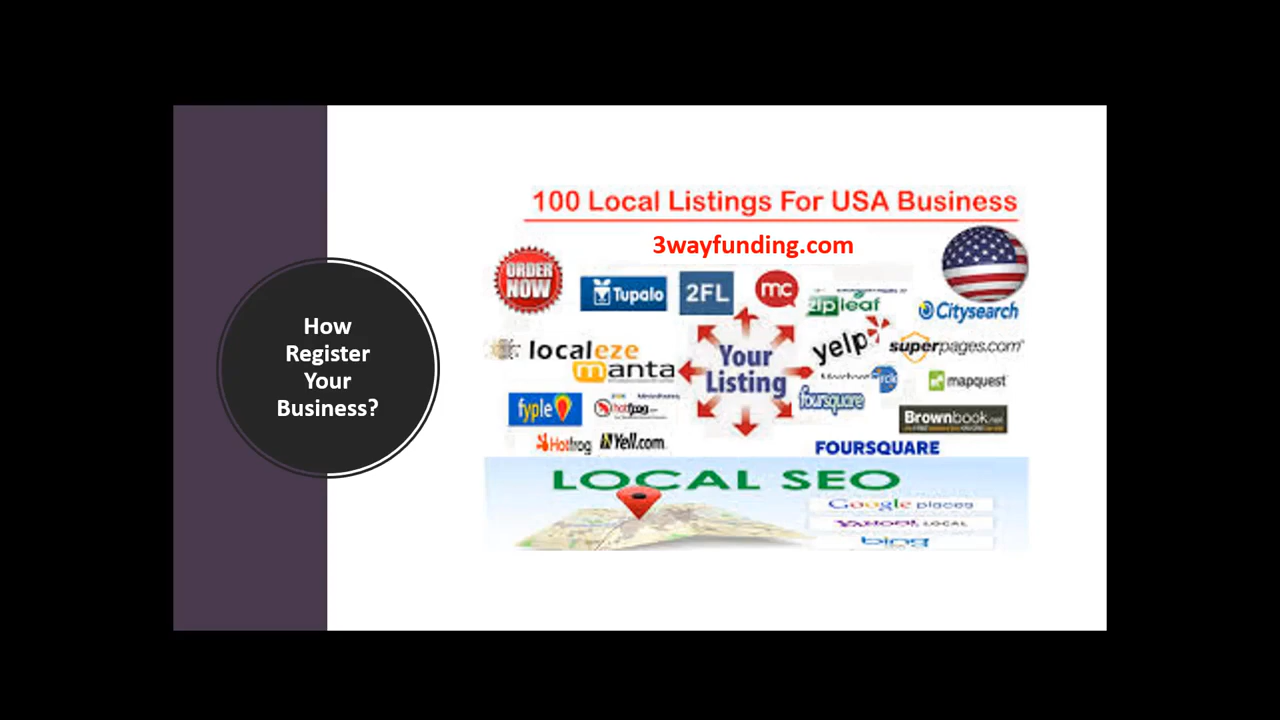 How
Register
Your
Business?
100 Local Listings For USA Business
3wayfunding.com
ORDER
NOW
Tupalo
2FL
mc
zipleaf
Citysearch
localeze
manta
Your
Listing
yelp
superpages.com
mapquest
fyple
hotfrog
foursquare
Brownbook.net
Hotfrog
Yell.com
FOURSQUARE
LOCAL SEO
Google places
YAHOO! LOCAL
bing